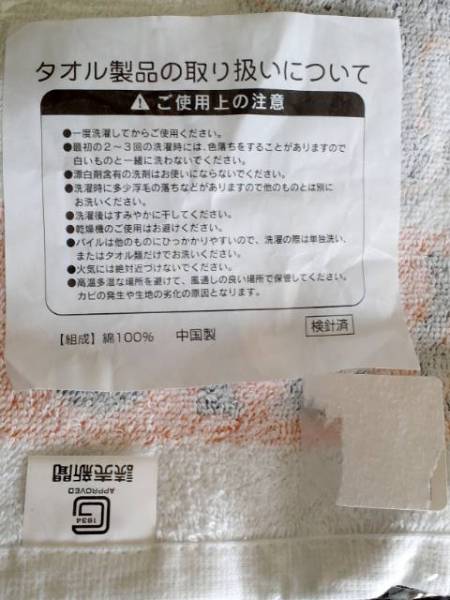 タオル製品の取り扱いについて
⚠ご使用上の注意
●一度洗濯してからご使用ください。
●最初の2〜3回の洗濯時には、色落ちをすることがありますので
白いものと一緒に洗わないでください。
●漂白剤含有の洗剤はお使いにならないでください。
●洗濯時に多少浮毛の落ちなどがありますので他のものとは別に
お洗いください。
●洗濯後はすみやかに干してください。
●乾燥機のご使用はお避けください。
●パイルは他のものにひっかかりやすいので、洗濯の際は単独洗い、
またはタオル類だけでお洗いください。
●火気には絶対近づけないでください。
●高温多湿な場所を避けて、風通しの良い場所で保管してください。
カビの発生や生地の劣化の原因となります。
【組成】綿100% 中国製
検針済
1934
G
APPROVED
読売新聞